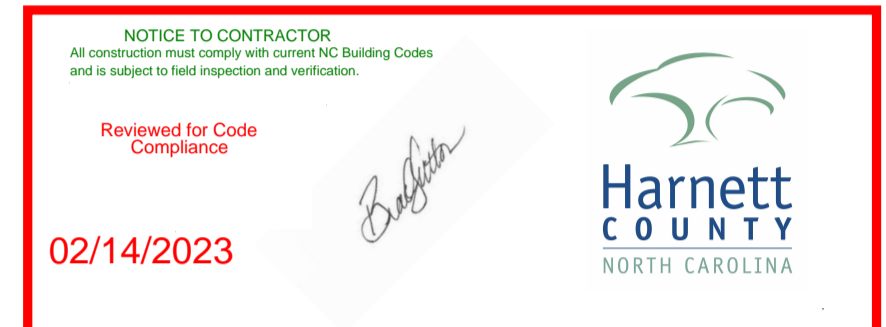 NOTICE TO CONTRACTOR
All construction must comply with current NC Building Codes
and is subject to field inspection and verification.
Reviewed for Code
Compliance
02/14/2023
Harnett
COUNTY
NORTH CAROLINA